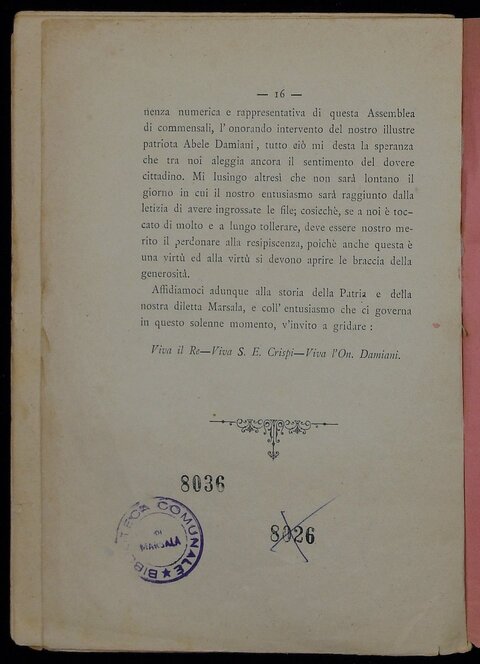 — 16 —
nenza numerica e rappresentativa di questa Assemblea
di commensali, l'onorando intervento del nostro illustre
patriota Abele Damiani, tutto ciò mi desta la speranza
che tra noi aleggia ancora il sentimento del dovere
cittadino. Mi lusingo altresì che non sarà lontano il
giorno in cui il nostro entusiasmo sarà raggiunto dalla
letizia di avere ingrossate le file; cosicchè, se a noi è toc-
cato di molto e a lungo tollerare, deve essere nostro me-
rito il perdonare alla resipiscenza, poichè anche questa è
una virtù ed alla virtù si devono aprire le braccia della
generosità.
Affidiamoci adunque alla storia della Patria e della
nostra diletta Marsala, e coll'entusiasmo che ci governa
in questo solenne momento, v'invito a gridare :
Viva il Re—Viva S. E. Crispi—Viva l'On. Damiani.
8036
BIBLIOTECA COMUNALE
DI
MARSALA
8026